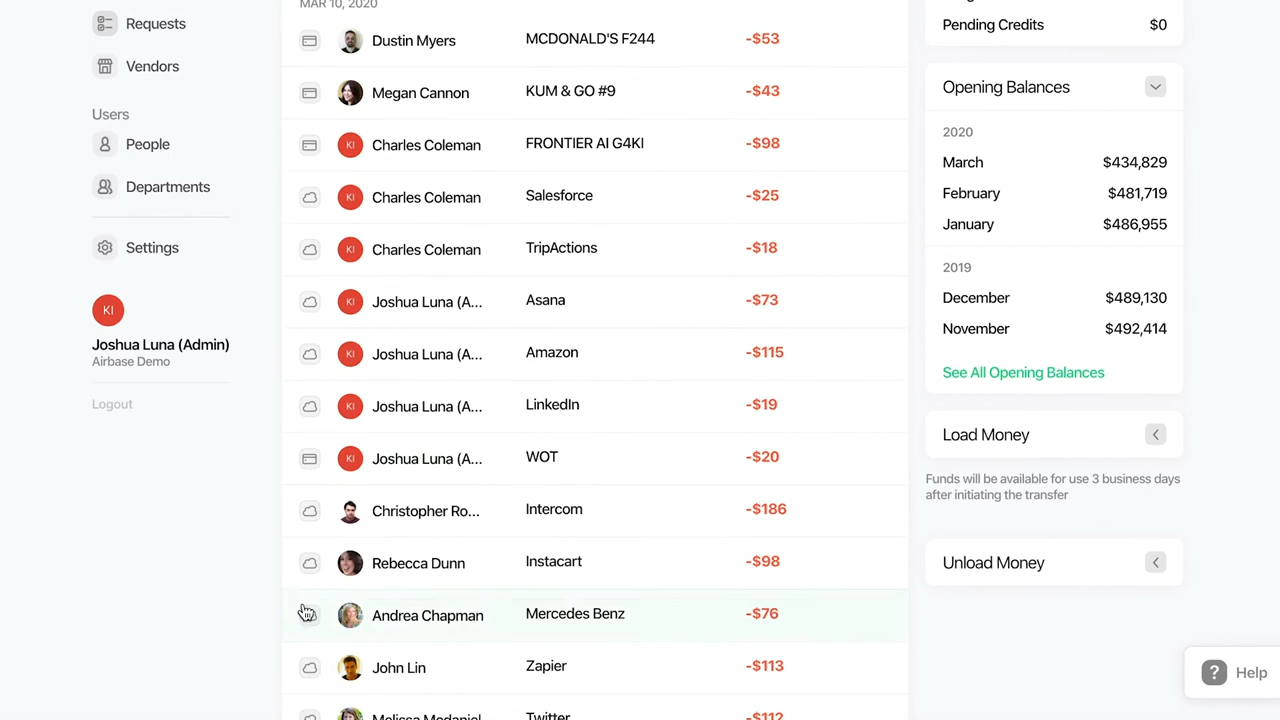 Requests
Vendors
Users
People
Departments
Settings
KI
Joshua Luna (Admin)
Airbase Demo
Logout
MAR 10, 2020
Dustin Myers MCDONALD'S F244 -$53
Megan Cannon KUM & GO #9 -$43
KI Charles Coleman FRONTIER AI G4KI -$98
KI Charles Coleman Salesforce -$25
KI Charles Coleman TripActions -$18
KI Joshua Luna (A... Asana -$73
KI Joshua Luna (A... Amazon -$115
KI Joshua Luna (A... LinkedIn -$19
KI Joshua Luna (A... WOT -$20
Christopher Ro... Intercom -$186
Rebecca Dunn Instacart -$98
Andrea Chapman Mercedes Benz -$76
John Lin Zapier -$113
Melissa Mcdaniel Twitter -$112
Pending Credits $0
Opening Balances
2020
March $434,829
February $481,719
January $486,955
2019
December $489,130
November $492,414
See All Opening Balances
Load Money
Funds will be available for use 3 business days
after initiating the transfer
Unload Money
? Help